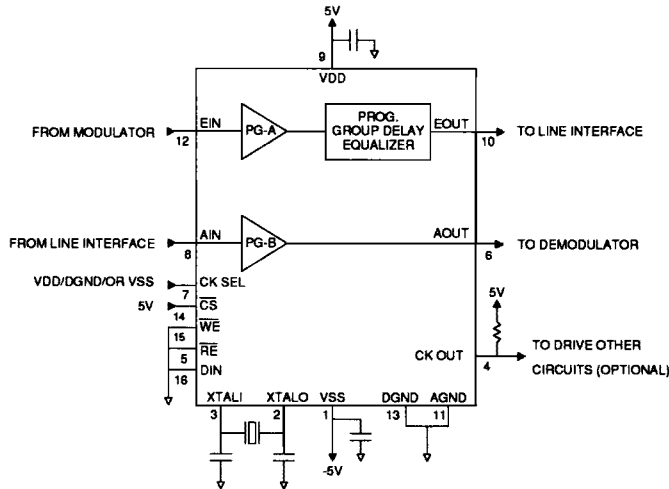 5V
9
VDD
FROM MODULATOR
12
EIN
PG-A
PROG.
GROUP DELAY
EQUALIZER
EOUT
10
TO LINE INTERFACE
FROM LINE INTERFACE
8
AIN
PG-B
AOUT
6
TO DEMODULATOR
VDD/DGND/OR VSS
7
CK SEL
5V
14
CS
15
WE
5
RE
16
DIN
5V
CK OUT
4
TO DRIVE OTHER
CIRCUITS (OPTIONAL)
XTALI XTALO VSS DGND AGND
3 2 1 13 11
-5V